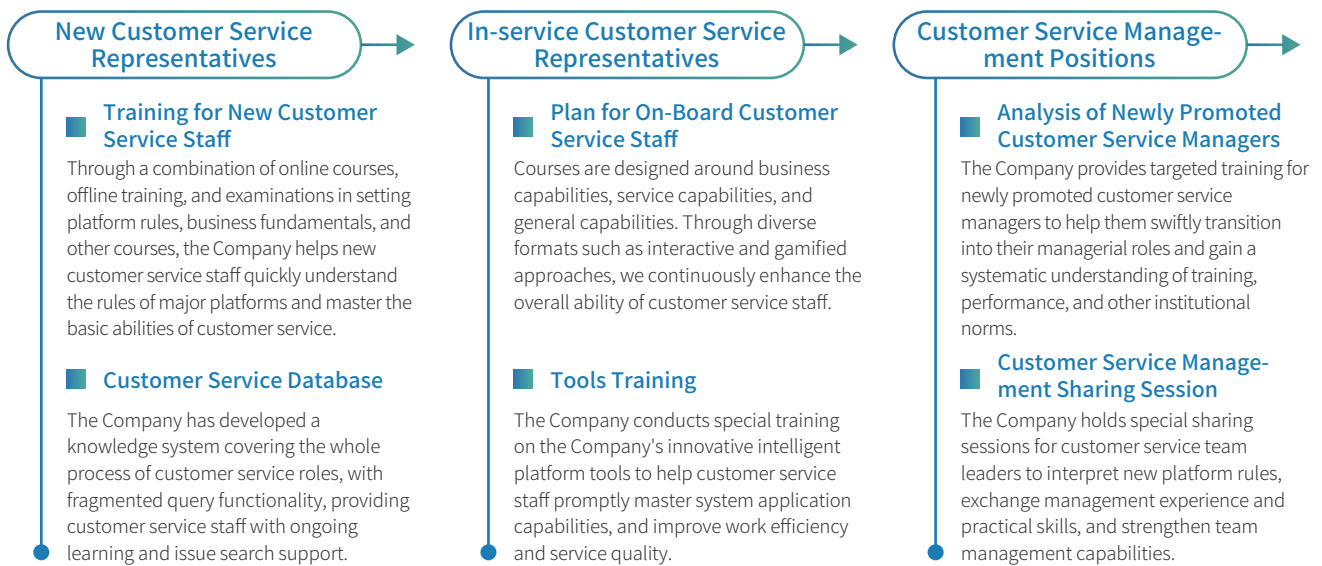 New Customer Service
Representatives
Training for New Customer
Service Staff
Through a combination of online courses,
offline training, and examinations in setting
platform rules, business fundamentals, and
other courses, the Company helps new
customer service staff quickly understand
the rules of major platforms and master the
basic abilities of customer service.
Customer Service Database
The Company has developed a
knowledge system covering the whole
process of customer service roles, with
fragmented query functionality, providing
customer service staff with ongoing
learning and issue search support.
In-service Customer Service
Representatives
Plan for On-Board Customer
Service Staff
Courses are designed around business
capabilities, service capabilities, and
general capabilities. Through diverse
formats such as interactive and gamified
approaches, we continuously enhance the
overall ability of customer service staff.
Tools Training
The Company conducts special training
on the Company's innovative intelligent
platform tools to help customer service
staff promptly master system application
capabilities, and improve work efficiency
and service quality.
Customer Service Manage-
ment Positions
Analysis of Newly Promoted
Customer Service Managers
The Company provides targeted training for
newly promoted customer service
managers to help them swiftly transition
into their managerial roles and gain a
systematic understanding of training,
performance, and other institutional
norms.
Customer Service Manage-
ment Sharing Session
The Company holds special sharing
sessions for customer service team
leaders to interpret new platform rules,
exchange management experience and
practical skills, and strengthen team
management capabilities.